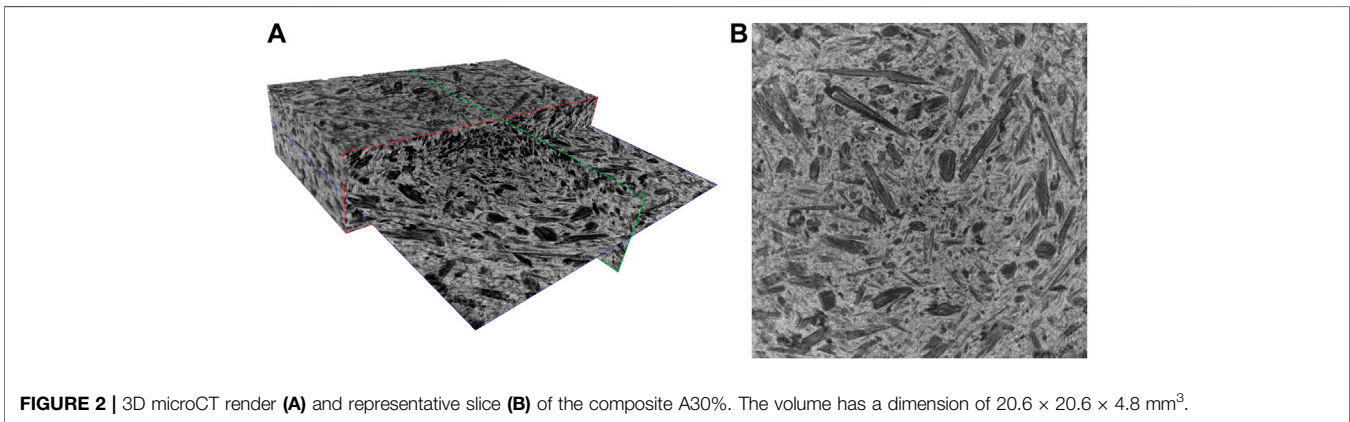 A
B
FIGURE 2 | 3D microCT render (A) and representative slice (B) of the composite A30%. The volume has a dimension of 20.6 × 20.6 × 4.8 mm³.